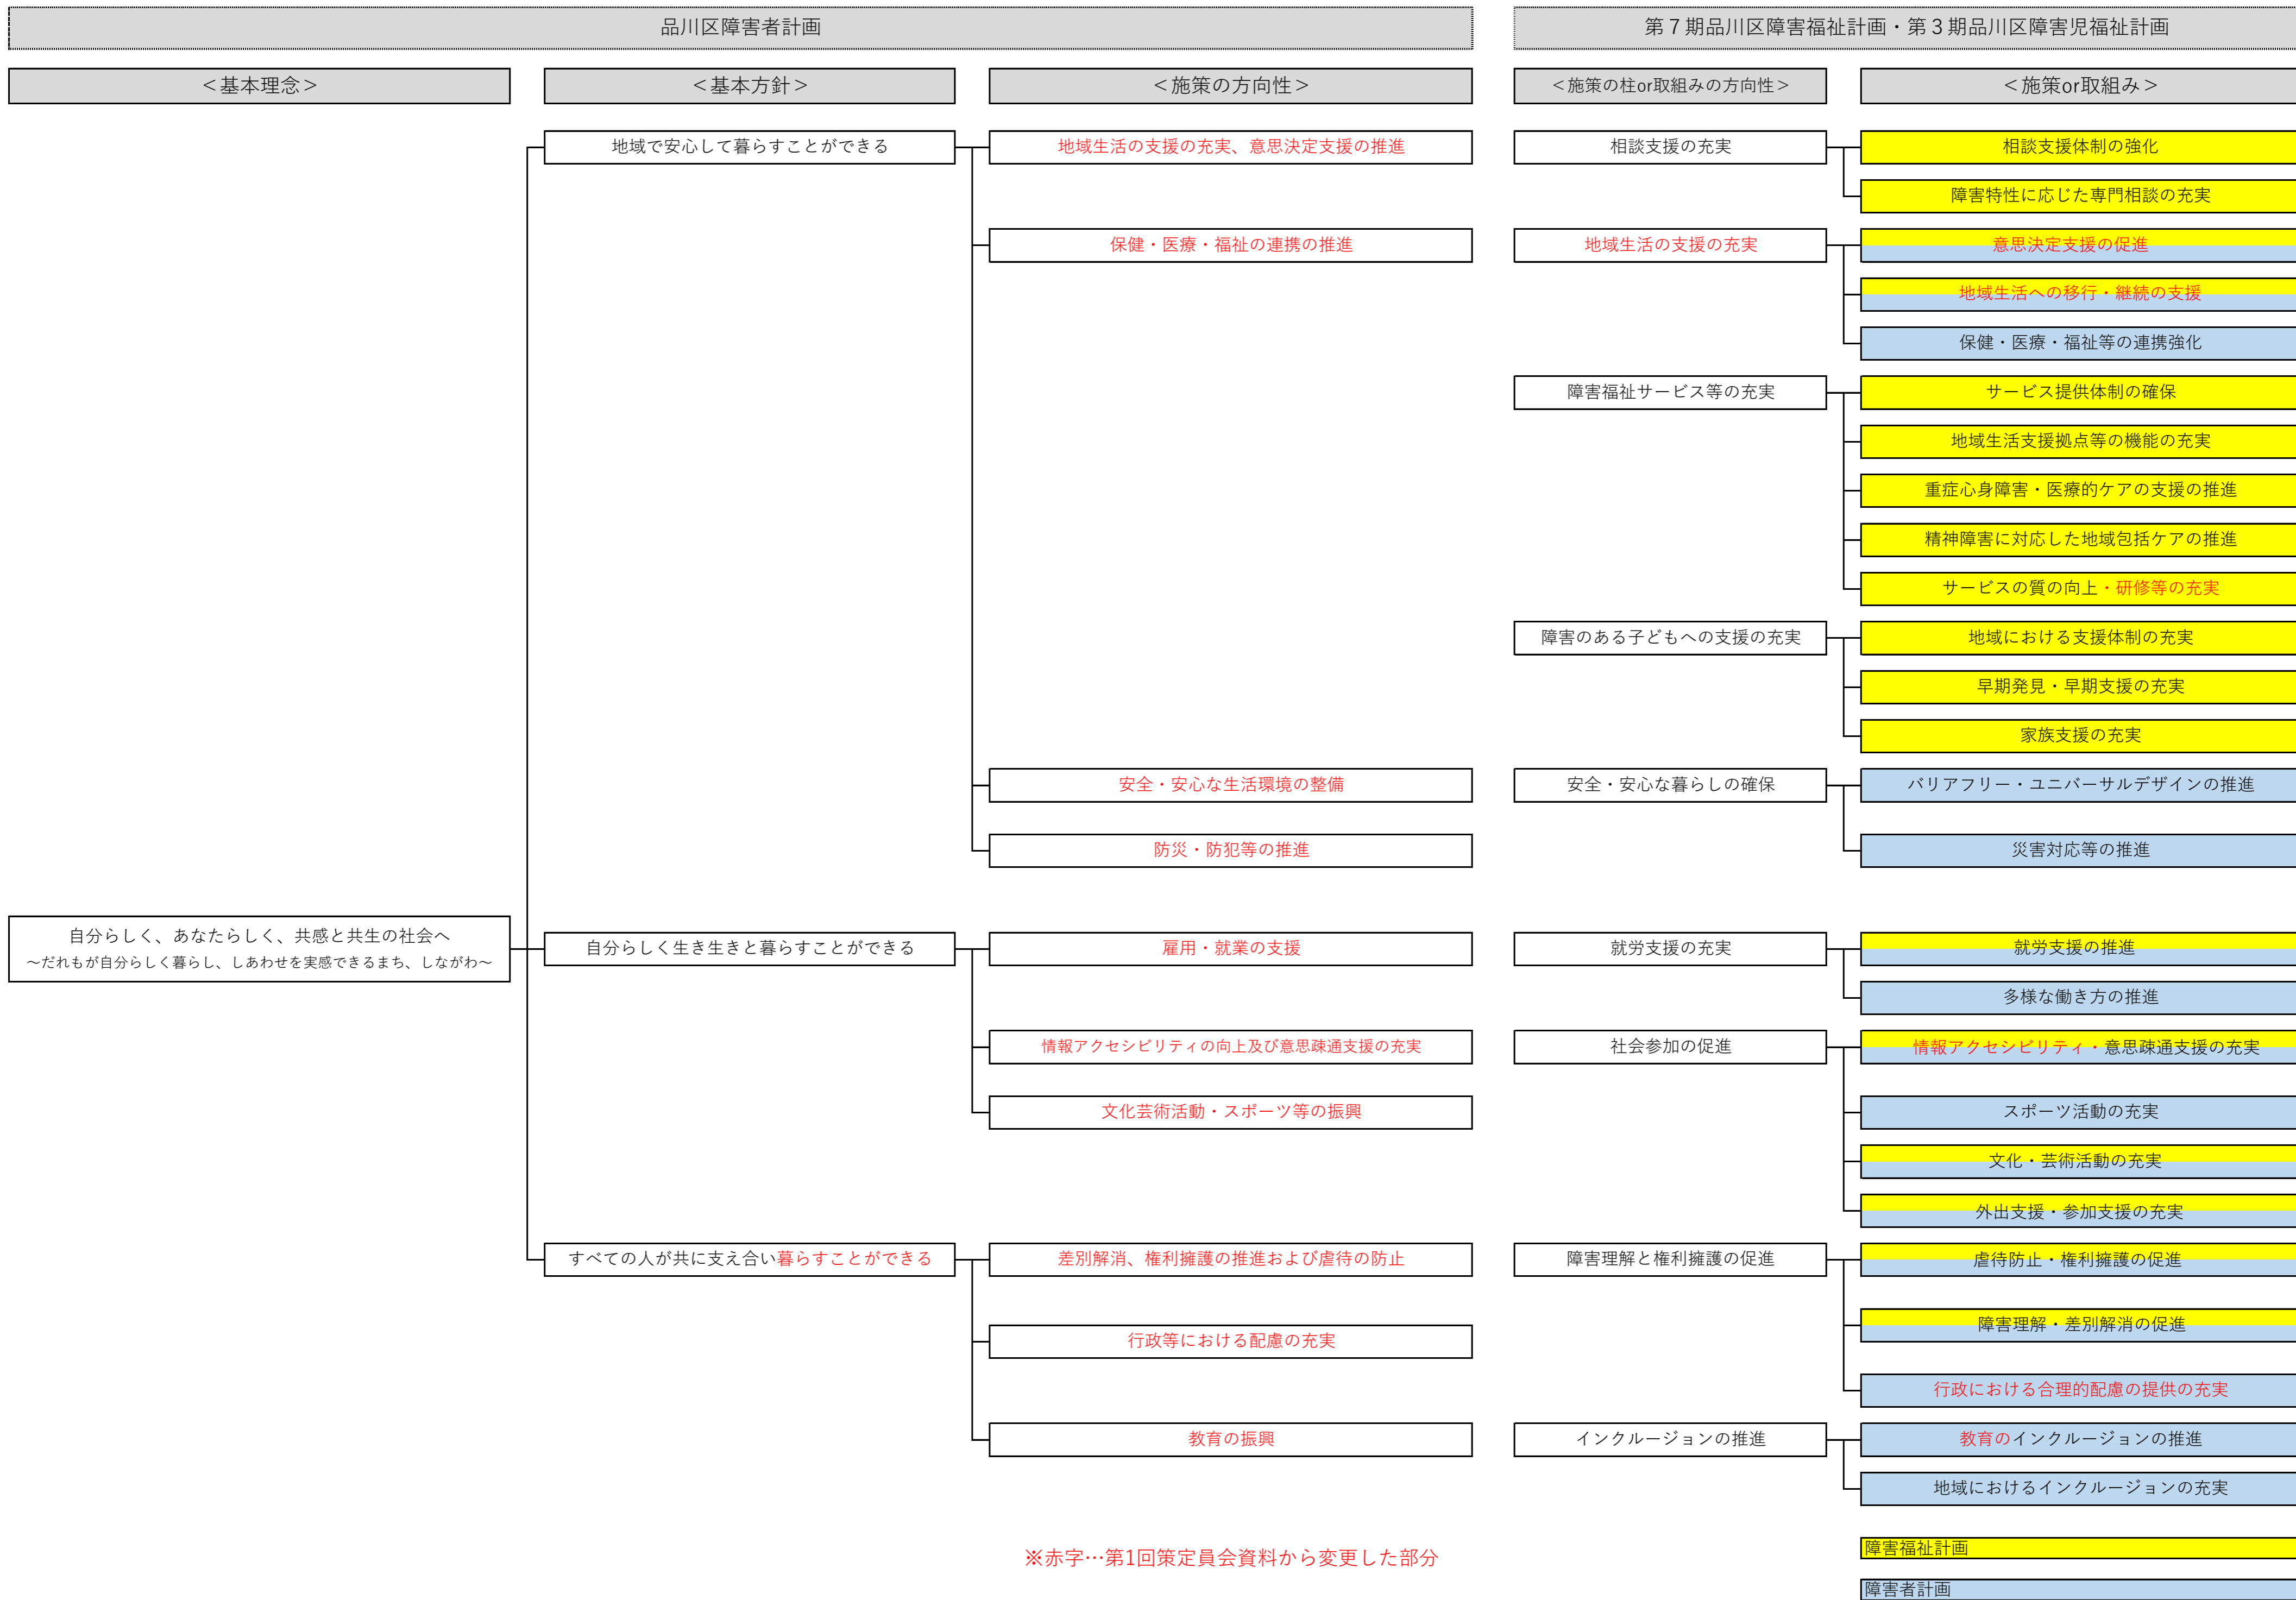 品川区障害者計画
第７期品川区障害福祉計画・第３期品川区障害児福祉計画
＜基本理念＞
＜基本方針＞
＜施策の方向性＞
＜施策の柱or取組みの方向性＞
＜施策or取組み＞
地域で安心して暮らすことができる
地域生活の支援の充実、意思決定支援の推進
相談支援の充実
相談支援体制の強化
障害特性に応じた専門相談の充実
保健・医療・福祉の連携の推進
地域生活の支援の充実
意思決定支援の促進
地域生活への移行・継続の支援
保健・医療・福祉等の連携強化
障害福祉サービス等の充実
サービス提供体制の確保
地域生活支援拠点等の機能の充実
重症心身障害・医療的ケアの支援の推進
精神障害に対応した地域包括ケアの推進
サービスの質の向上・研修等の充実
障害のある子どもへの支援の充実
地域における支援体制の充実
早期発見・早期支援の充実
家族支援の充実
安全・安心な生活環境の整備
安全・安心な暮らしの確保
バリアフリー・ユニバーサルデザインの推進
防災・防犯等の推進
災害対応等の推進
自分らしく、あなたらしく、共感と共生の社会へ
～だれもが自分らしく暮らし、しあわせを実感できるまち、しながわ～
自分らしく生き生きと暮らすことができる
雇用・就業の支援
就労支援の充実
就労支援の推進
多様な働き方の推進
情報アクセシビリティの向上及び意思疎通支援の充実
社会参加の促進
情報アクセシビリティ・意思疎通支援の充実
文化芸術活動・スポーツ等の振興
スポーツ活動の充実
文化・芸術活動の充実
外出支援・参加支援の充実
すべての人が共に支え合い暮らすことができる
差別解消、権利擁護の推進および虐待の防止
障害理解と権利擁護の促進
虐待防止・権利擁護の促進
行政等における配慮の充実
障害理解・差別解消の促進
行政における合理的配慮の提供の充実
教育の振興
インクルージョンの推進
教育のインクルージョンの推進
地域におけるインクルージョンの充実
※赤字…第1回策定員会資料から変更した部分
障害福祉計画
障害者計画